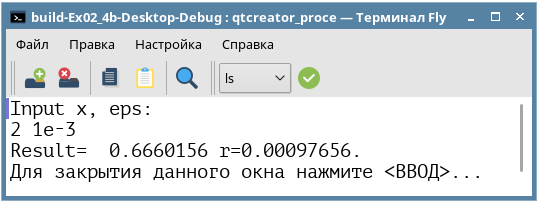 build-Ex02_4b-Desktop-Debug : qtcreator_proce — Терминал Fly
Файл Правка Настройка Справка
ls
Input x, eps:
2 1e-3
Result=  0.6660156 r=0.00097656.
Для закрытия данного окна нажмите <ВВОД>...